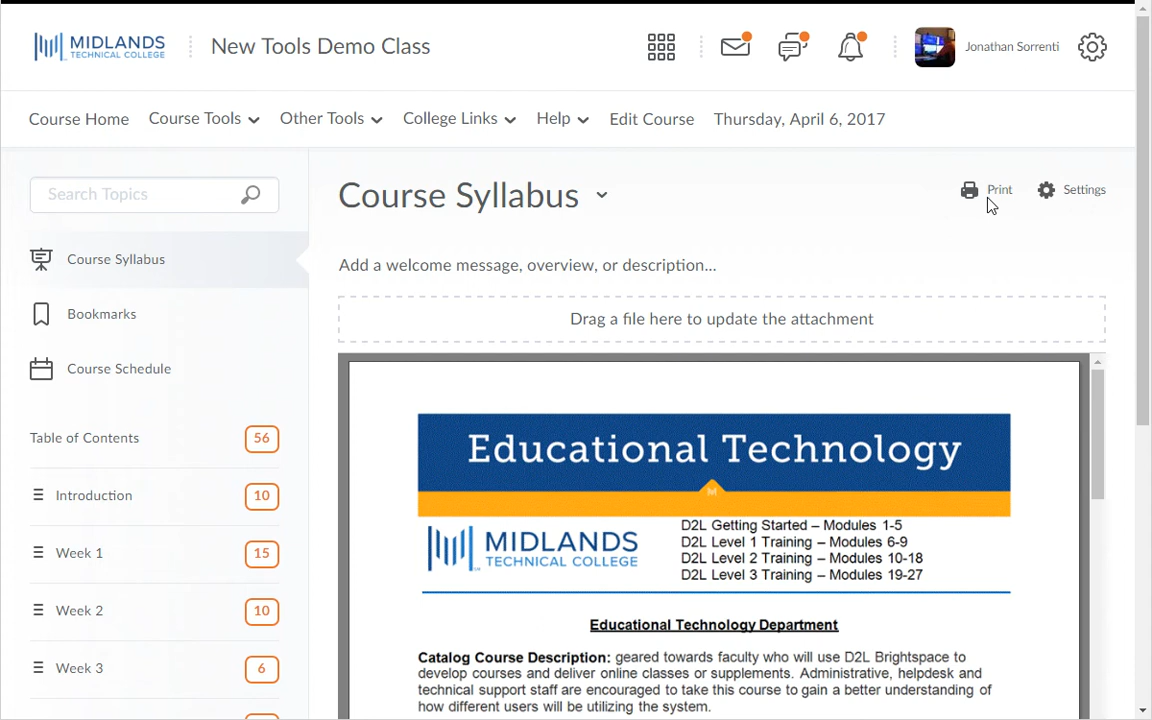 MIDLANDS
TECHNICAL COLLEGE
New Tools Demo Class
Jonathan Sorrenti
Course Home
Course Tools
Other Tools
College Links
Help
Edit Course
Thursday, April 6, 2017
Search Topics
Course Syllabus
Bookmarks
Course Schedule
Table of Contents 56
Introduction 10
Week 1 15
Week 2 10
Week 3 6
Course Syllabus
Print
Settings
Add a welcome message, overview, or description...
Drag a file here to update the attachment
Educational Technology
M
MIDLANDS
TECHNICAL COLLEGE
D2L Getting Started – Modules 1-5
D2L Level 1 Training – Modules 6-9
D2L Level 2 Training – Modules 10-18
D2L Level 3 Training – Modules 19-27
Educational Technology Department
Catalog Course Description: geared towards faculty who will use D2L Brightspace to
develop courses and deliver online classes or supplements. Administrative, helpdesk and
technical support staff are encouraged to take this course to gain a better understanding of
how different users will be utilizing the system.